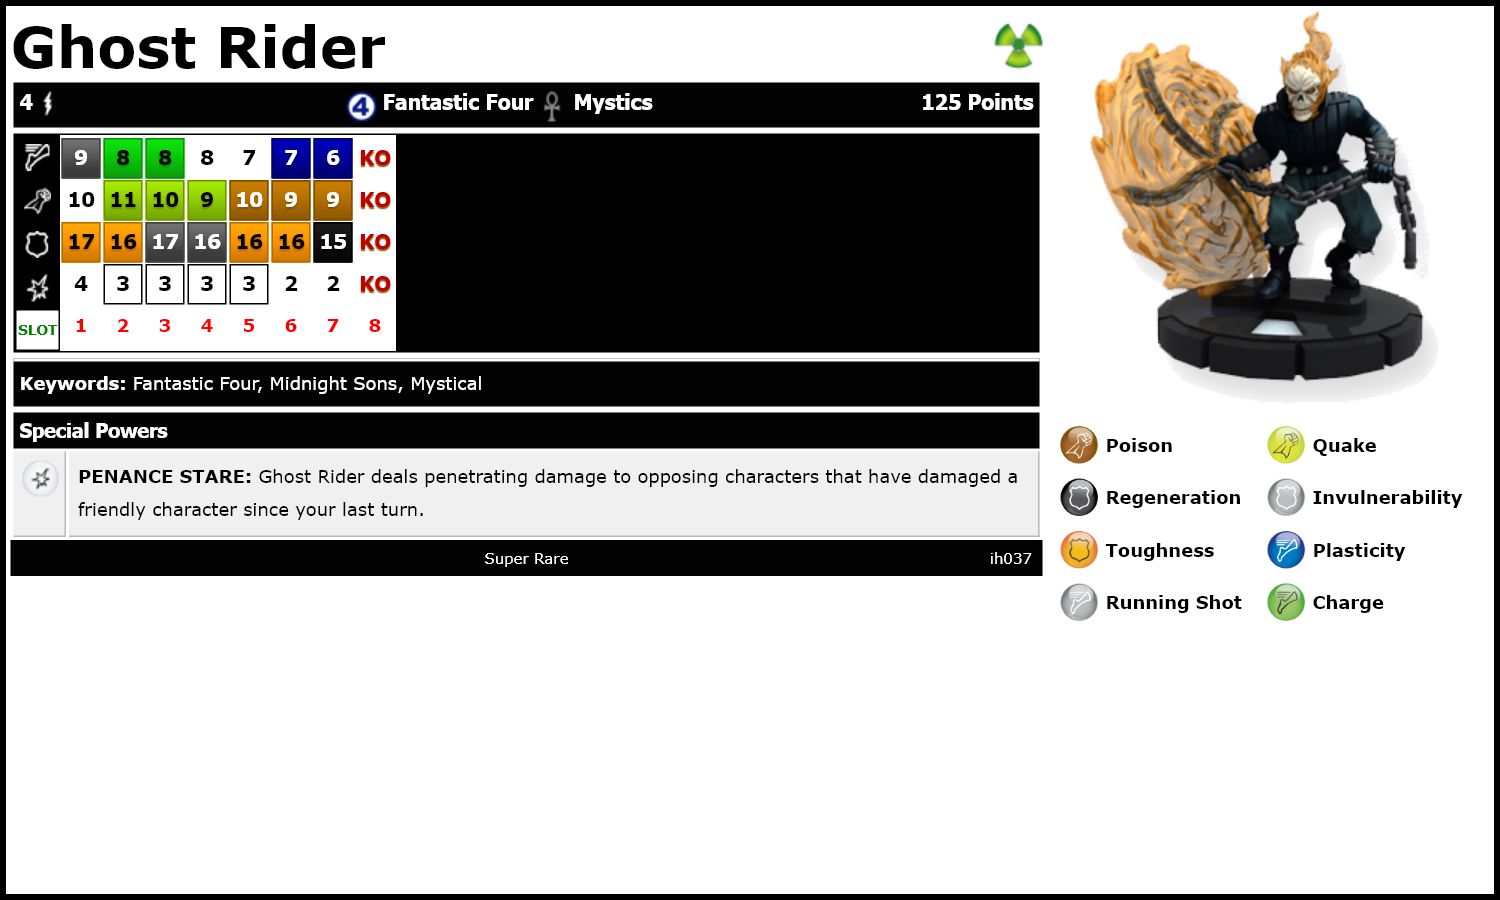 Ghost Rider
4 4 Fantastic Four Mystics 125 Points
9 8 8 8 7 7 6 KO
10 11 10 9 10 9 9 KO
17 16 17 16 16 16 15 KO
4 3 3 3 3 2 2 KO
SLOT 1 2 3 4 5 6 7 8
Keywords: Fantastic Four, Midnight Sons, Mystical
Special Powers
PENANCE STARE: Ghost Rider deals penetrating damage to opposing characters that have damaged a
friendly character since your last turn.
Super Rare ih037
Poison Quake
Regeneration Invulnerability
Toughness Plasticity
Running Shot Charge